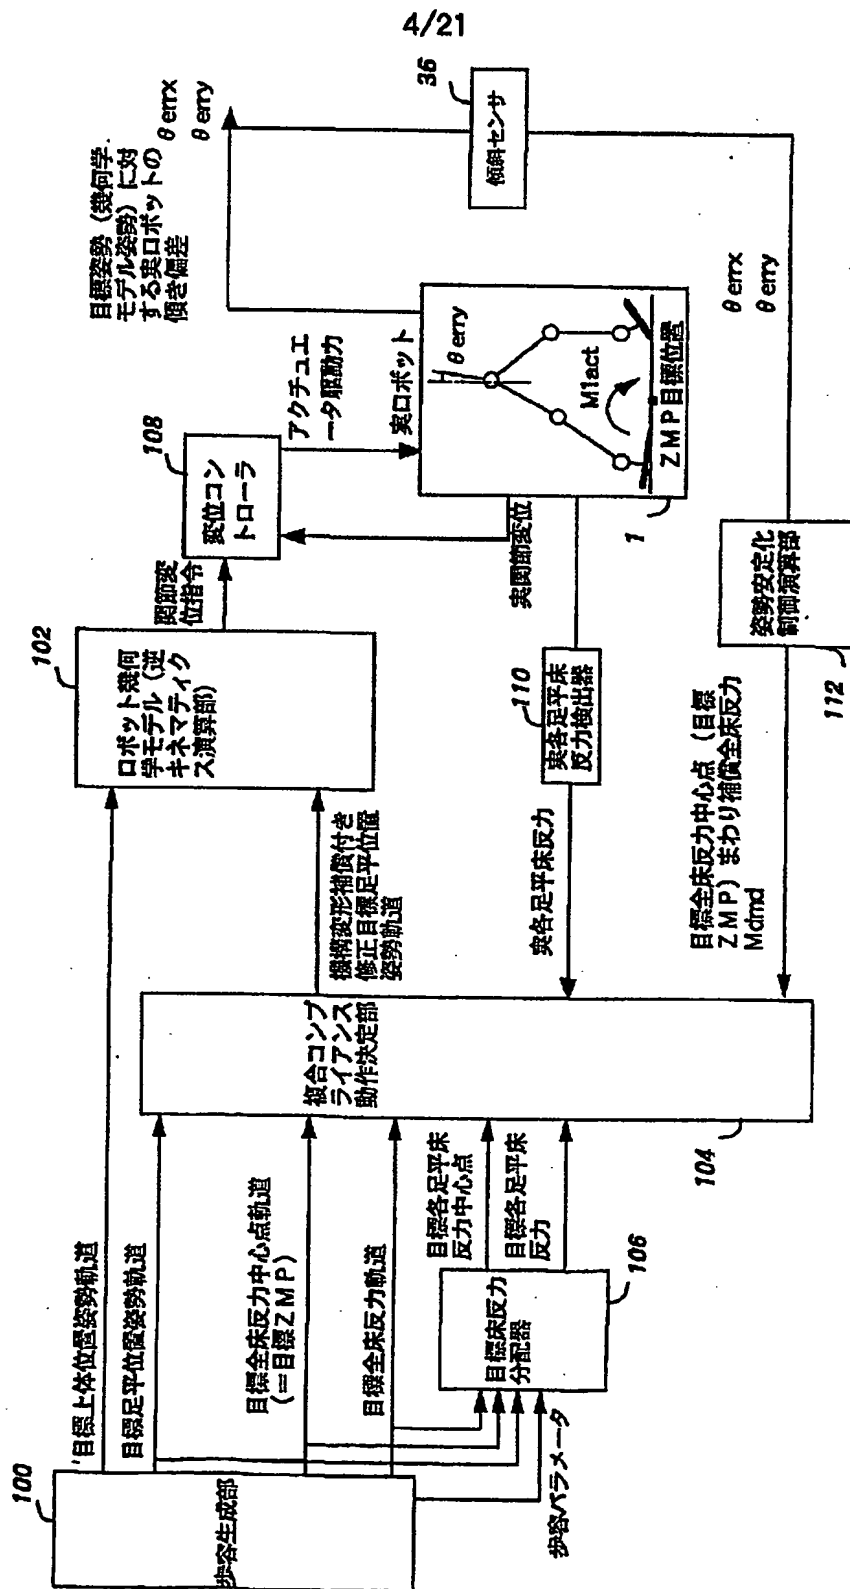 4/21
100
歩容生成部
目標上体位置姿勢軌道
目標足平位置姿勢軌道
目標全床反力中心点軌道
(=目標ZMP)
目標全床反力軌道
歩容パラメータ
106
目標床反力
分配器
目標各足平床
反力中心点
目標各足平床
反力
104
複合コンプ
ライアンス
動作決定部
機構変形補償付き
修正目標足平位置
姿勢軌道
102
ロボット幾何
学モデル(逆
キネマティク
ス演算部)
関節変
位指令
108
変位コン
トローラ
アクチュエ
ータ駆動力
実ロボット
実関節変位
1
θerry
M1act
ZMP目標位置
目標姿勢(幾何学
モデル姿勢)に対
する実ロボットの
傾き偏差
θerrx
θerry
36
傾斜センサ
θerrx
θerry
112
姿勢安定化
制御演算部
目標全床反力中心点(目標
ZMP)まわり補償全床反力
Mdmd
110
実各足平床
反力検出器
実各足平床反力